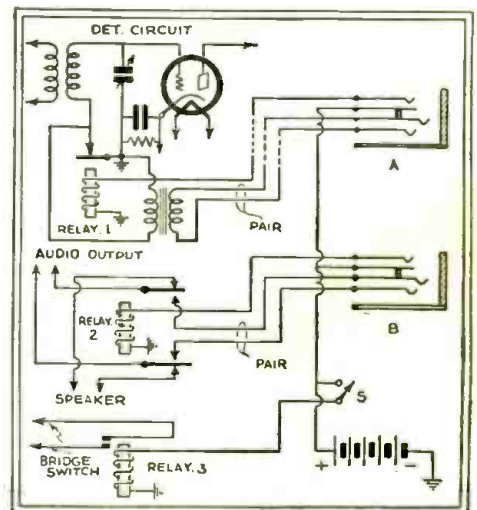 DET. CIRCUIT
A
RELAY. 1
PAIR
AUDIO OUTPUT
RELAY.
2
B
PAIR
SPEAKER
S
BRIDGE
SWITCH
RELAY. 3
+ -